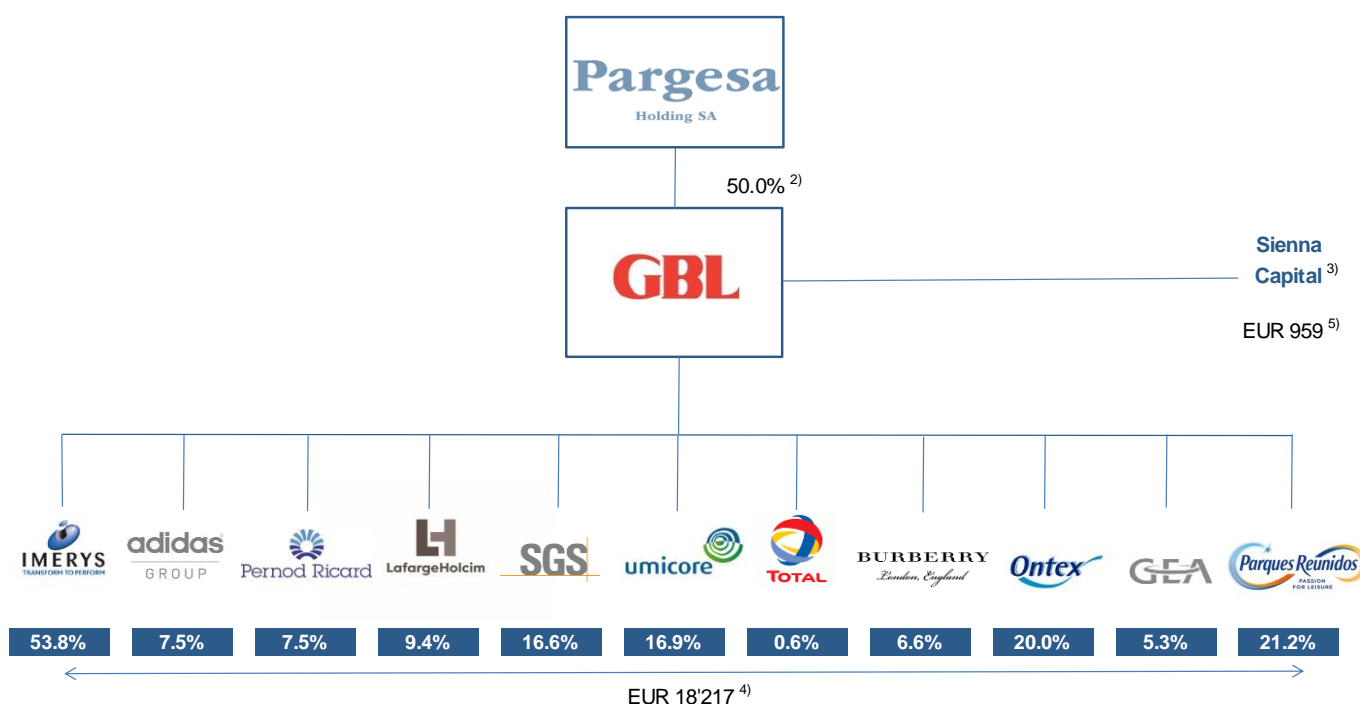 Pargesa
Holding SA
50.0% 2)
GBL
Sienna
Capital 3)
EUR 959 5)
IMERYS
TRANSFORM TO PERFORM
adidas
GROUP
Pernod Ricard
LH
LafargeHolcim
SGS
umicore
TOTAL
BURBERRY
London, England
Ontex
GEA
Parques Reunidos
PASSION
FOR LEISURE
53.8% 7.5% 7.5% 9.4% 16.6% 16.9% 0.6% 6.6% 20.0% 5.3% 21.2%
EUR 18'217 4)